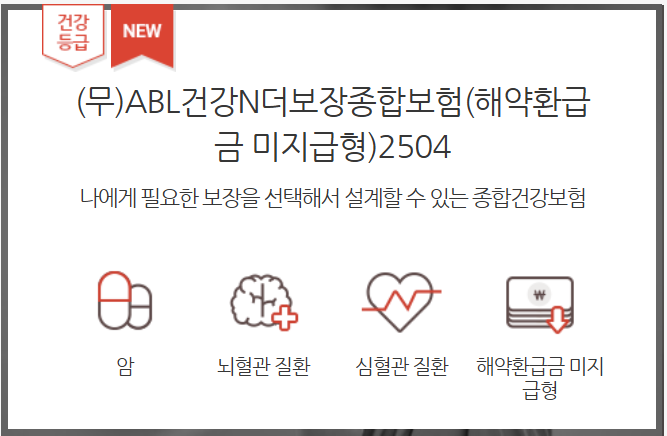 건강
등급
NEW
(무)ABL건강N더보장종합보험(해약환급
금 미지급형)2504
나에게 필요한 보장을 선택해서 설계할 수 있는 종합건강보험
₩
암
뇌혈관 질환
심혈관 질환
해약환급금 미지
급형